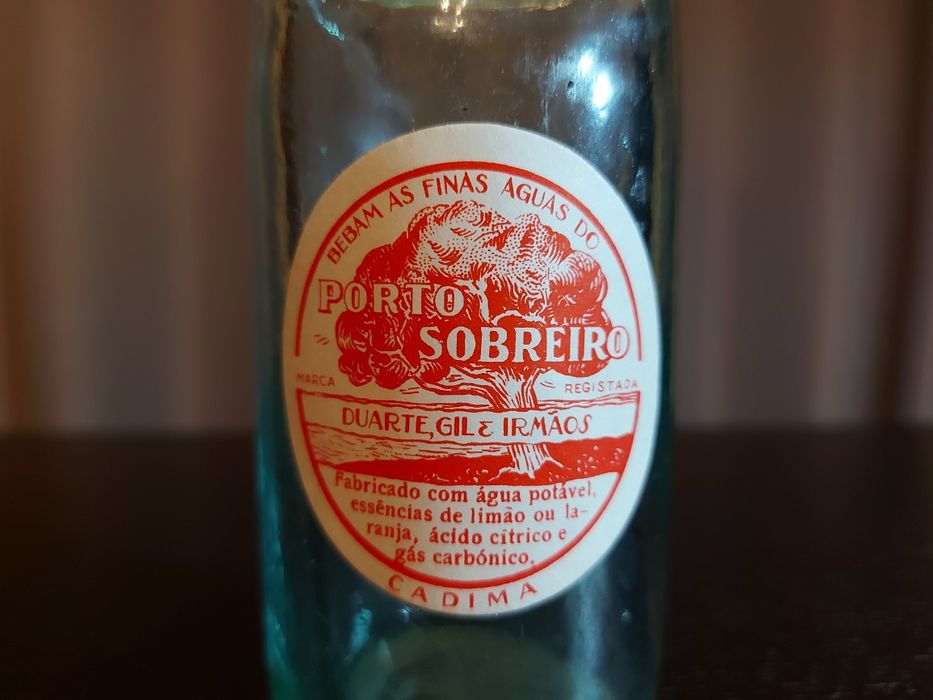 BEBAM AS FINAS AGUAS DO
PORTO
SOBREIRO
MARCA REGISTADA
DUARTE, GIL E IRMÃOS
Fabricado com água potável,
essências de limão ou la-
ranja, ácido cítrico e
gás carbónico.
CADIMA